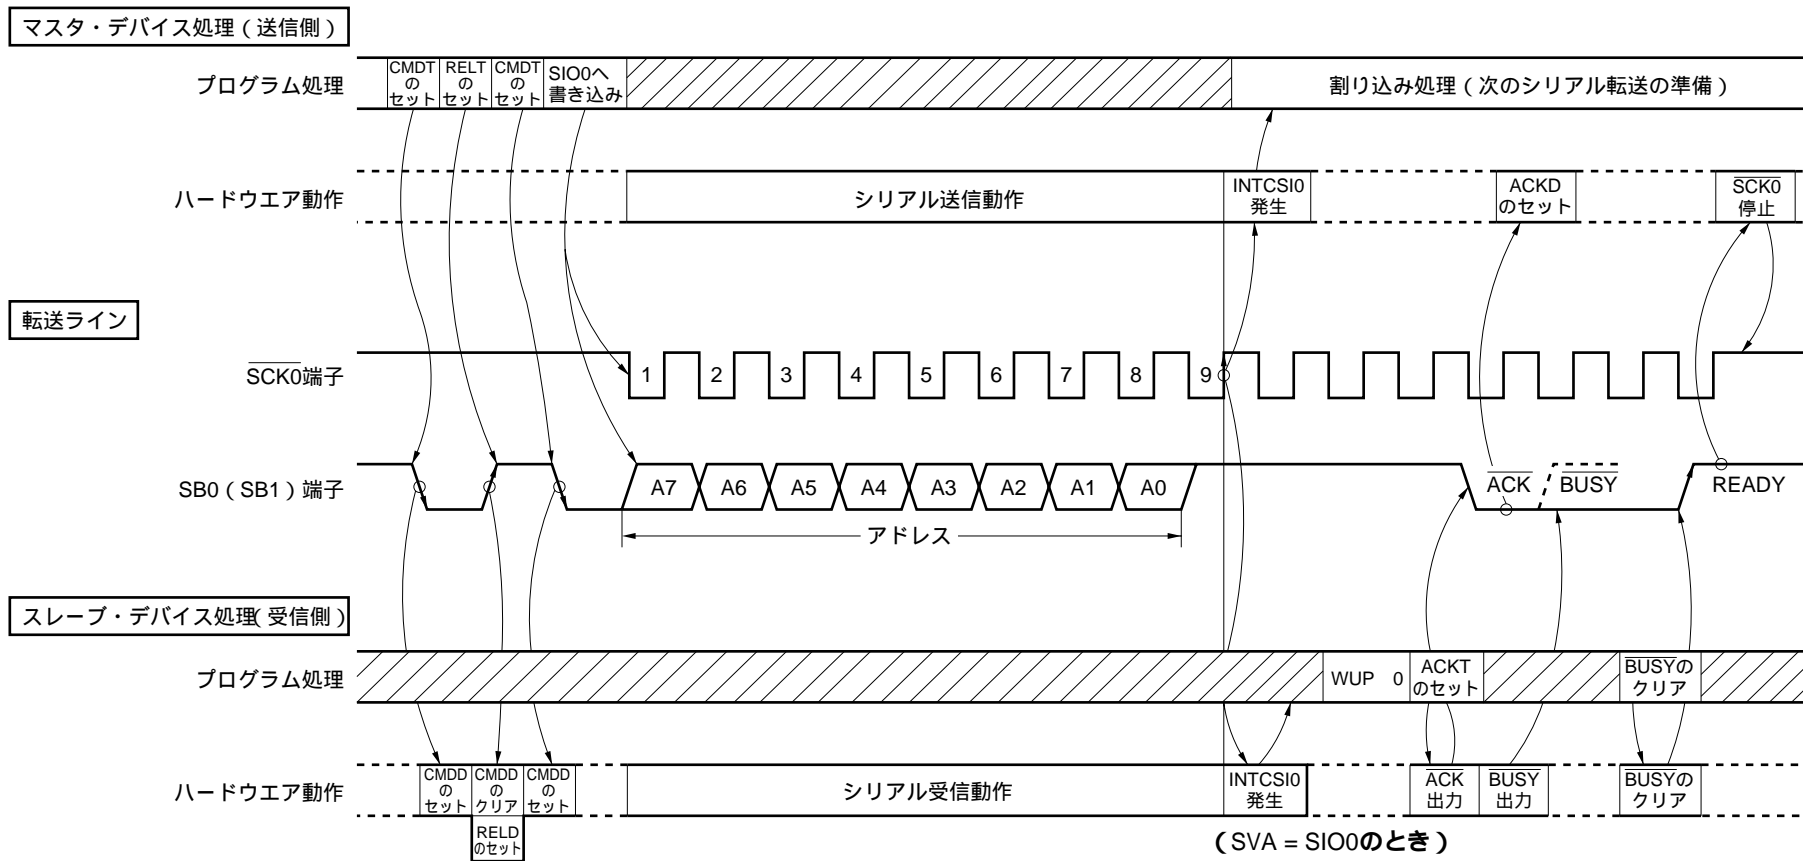 マスタ・デバイス処理（送信側）
プログラム処理
CMDT
の
セット
RELT
の
セット
CMDT
の
セット
SIO0へ
書き込み
割り込み処理（次のシリアル転送の準備）
ハードウエア動作
シリアル送信動作
INTCSI0
発生
ACKD
のセット
SCK0
停止
転送ライン
SCK0端子
1 2 3 4 5 6 7 8 9
SB0（SB1）端子
A7 A6 A5 A4 A3 A2 A1 A0
ACK
BUSY
READY
アドレス
スレーブ・デバイス処理（受信側）
プログラム処理
WUP 0
ACKT
のセット
BUSYの
クリア
ハードウエア動作
CMDD
の
セット
CMDD
の
クリア
CMDD
の
セット
シリアル受信動作
INTCSI0
発生
ACK
出力
BUSY
出力
BUSYの
クリア
RELD
のセット
（SVA = SIO0のとき）